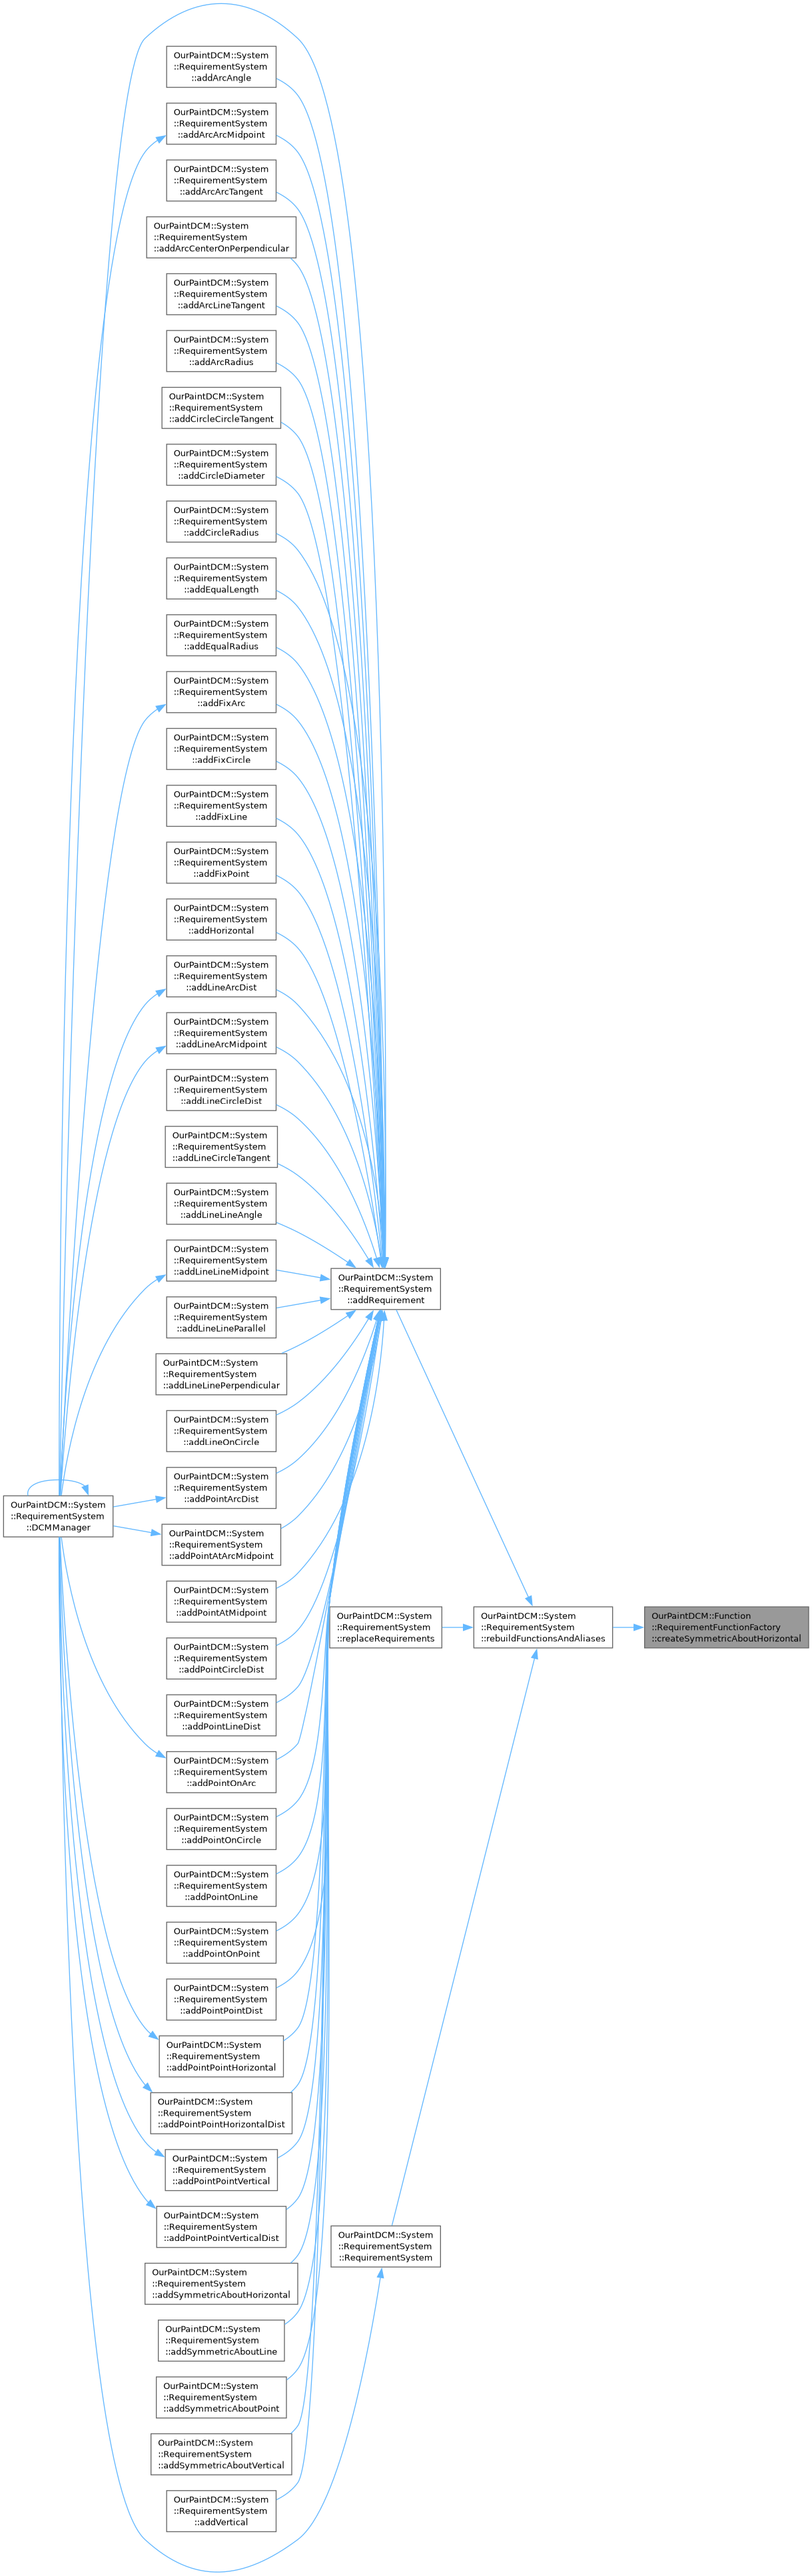 OurPaintDCM::System
::RequirementSystem
::addArcAngle
OurPaintDCM::System
::RequirementSystem
::addArcArcMidpoint
OurPaintDCM::System
::RequirementSystem
::addArcArcTangent
OurPaintDCM::System
::RequirementSystem
::addArcCenterOnPerpendicular
OurPaintDCM::System
::RequirementSystem
::addArcLineTangent
OurPaintDCM::System
::RequirementSystem
::addArcRadius
OurPaintDCM::System
::RequirementSystem
::addCircleCircleTangent
OurPaintDCM::System
::RequirementSystem
::addCircleDiameter
OurPaintDCM::System
::RequirementSystem
::addCircleRadius
OurPaintDCM::System
::RequirementSystem
::addEqualLength
OurPaintDCM::System
::RequirementSystem
::addEqualRadius
OurPaintDCM::System
::RequirementSystem
::addFixArc
OurPaintDCM::System
::RequirementSystem
::addFixCircle
OurPaintDCM::System
::RequirementSystem
::addFixLine
OurPaintDCM::System
::RequirementSystem
::addFixPoint
OurPaintDCM::System
::RequirementSystem
::addHorizontal
OurPaintDCM::System
::RequirementSystem
::addLineArcDist
OurPaintDCM::System
::RequirementSystem
::addLineArcMidpoint
OurPaintDCM::System
::RequirementSystem
::addLineCircleDist
OurPaintDCM::System
::RequirementSystem
::addLineCircleTangent
OurPaintDCM::System
::RequirementSystem
::addLineLineAngle
OurPaintDCM::System
::RequirementSystem
::addLineLineMidpoint
OurPaintDCM::System
::RequirementSystem
::addRequirement
OurPaintDCM::System
::RequirementSystem
::addLineLineParallel
OurPaintDCM::System
::RequirementSystem
::addLineLinePerpendicular
OurPaintDCM::System
::RequirementSystem
::addLineOnCircle
OurPaintDCM::System
::RequirementSystem
::addPointArcDist
OurPaintDCM::System
::RequirementSystem
::DCMManager
OurPaintDCM::System
::RequirementSystem
::addPointAtArcMidpoint
OurPaintDCM::System
::RequirementSystem
::addPointAtMidpoint
OurPaintDCM::System
::RequirementSystem
::replaceRequirements
OurPaintDCM::System
::RequirementSystem
::rebuildFunctionsAndAliases
OurPaintDCM::Function
::RequirementFunctionFactory
::createSymmetricAboutHorizontal
OurPaintDCM::System
::RequirementSystem
::addPointCircleDist
OurPaintDCM::System
::RequirementSystem
::addPointLineDist
OurPaintDCM::System
::RequirementSystem
::addPointOnArc
OurPaintDCM::System
::RequirementSystem
::addPointOnCircle
OurPaintDCM::System
::RequirementSystem
::addPointOnLine
OurPaintDCM::System
::RequirementSystem
::addPointOnPoint
OurPaintDCM::System
::RequirementSystem
::addPointPointDist
OurPaintDCM::System
::RequirementSystem
::addPointPointHorizontal
OurPaintDCM::System
::RequirementSystem
::addPointPointHorizontalDist
OurPaintDCM::System
::RequirementSystem
::addPointPointVertical
OurPaintDCM::System
::RequirementSystem
::addPointPointVerticalDist
OurPaintDCM::System
::RequirementSystem
::RequirementSystem
OurPaintDCM::System
::RequirementSystem
::addSymmetricAboutHorizontal
OurPaintDCM::System
::RequirementSystem
::addSymmetricAboutLine
OurPaintDCM::System
::RequirementSystem
::addSymmetricAboutPoint
OurPaintDCM::System
::RequirementSystem
::addSymmetricAboutVertical
OurPaintDCM::System
::RequirementSystem
::addVertical